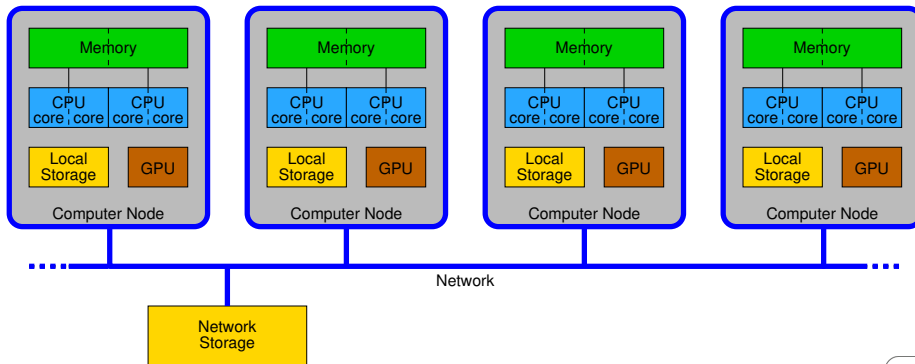 Memory
CPU CPU
core core core core
Local
Storage
GPU
Computer Node
Memory
CPU CPU
core core core core
Local
Storage
GPU
Computer Node
Memory
CPU CPU
core core core core
Local
Storage
GPU
Computer Node
Memory
CPU CPU
core core core core
Local
Storage
GPU
Computer Node
Network
Network
Storage